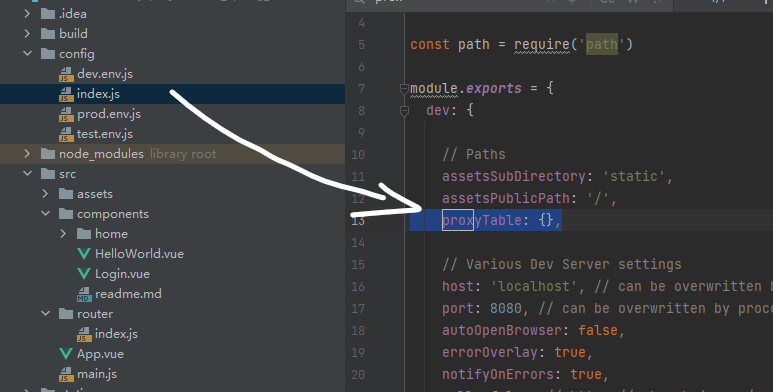 .idea
build
config
dev.env.js
index.js
prod.env.js
test.env.js
node_modules library root
src
assets
components
home
HelloWorld.vue
Login.vue
readme.md
router
index.js
App.vue
main.js
4
5 const path = require('path')
6
7 module.exports = {
8 dev: {
9
10 // Paths
11 assetsSubDirectory: 'static',
12 assetsPublicPath: '/',
13 proxyTable: {},
14
15 // Various Dev Server settings
16 host: 'localhost', // can be overwritten b
17 port: 8080, // can be overwritten by proce
18 autoOpenBrowser: false,
19 errorOverlay: true,
20 notifyOnErrors: true,